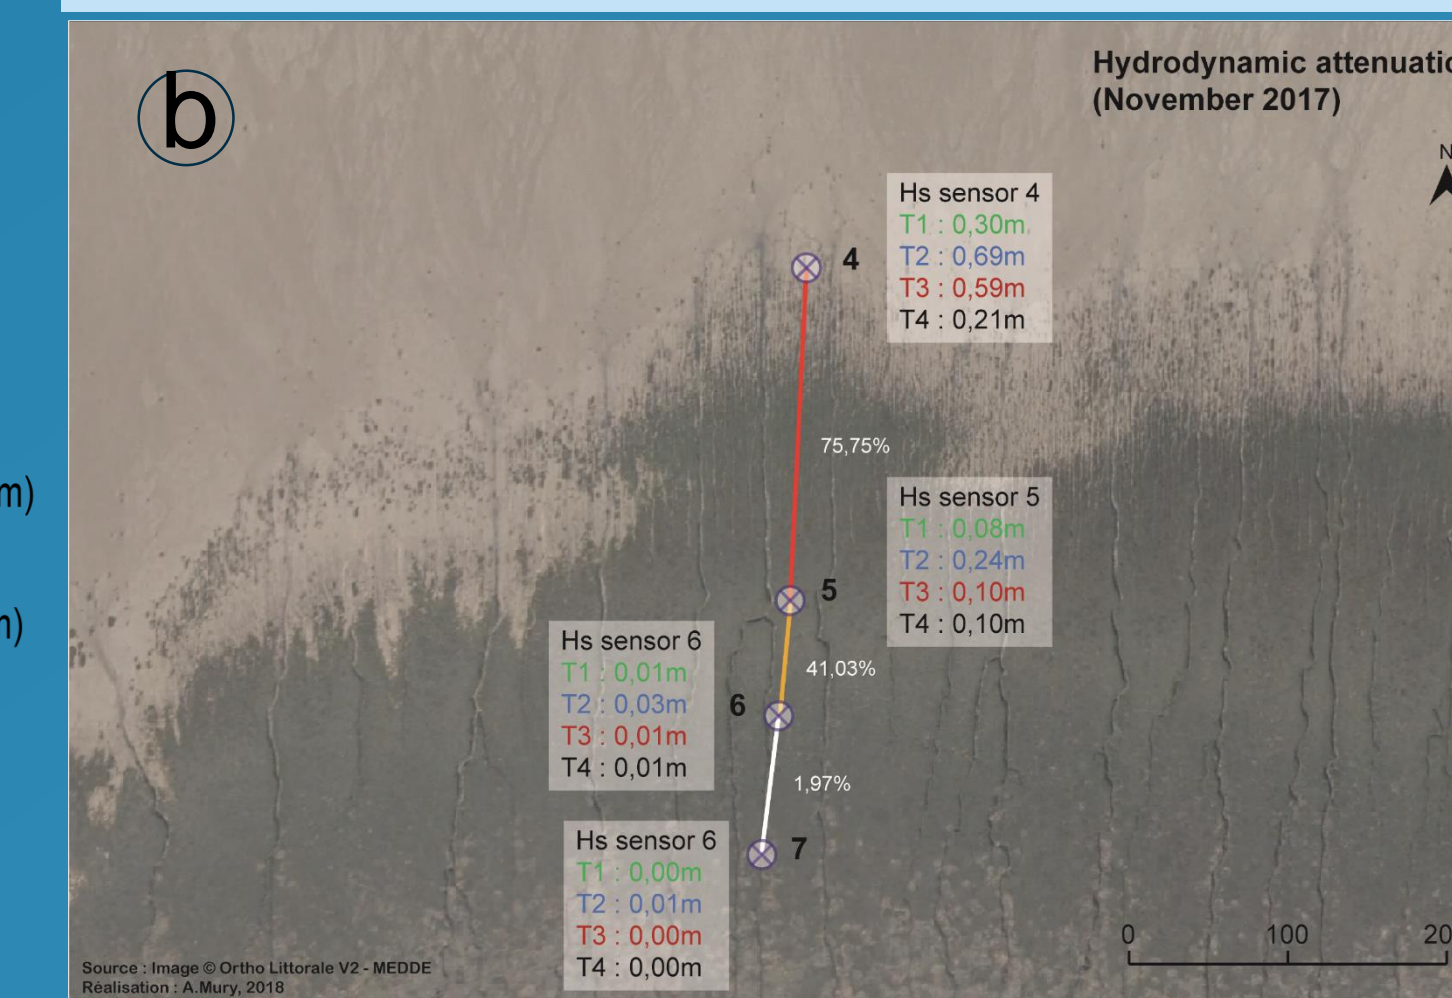 m)
m)
b
Hydrodynamic attenuatio
(November 2017)
N
Hs sensor 4
T1 : 0,30m
T2 : 0,69m
T3 : 0,59m
T4 : 0,21m
4
75,75%
Hs sensor 5
T1 : 0,08m
T2 : 0,24m
T3 : 0,10m
T4 : 0,10m
5
Hs sensor 6
T1 : 0,01m
T2 : 0,03m
T3 : 0,01m
T4 : 0,01m
41,03%
6
1,97%
Hs sensor 6
T1 : 0,00m
T2 : 0,01m
T3 : 0,00m
T4 : 0,00m
7
0 100 20
Source : Image © Ortho Littorale V2 - MEDDE
Réalisation : A.Mury, 2018